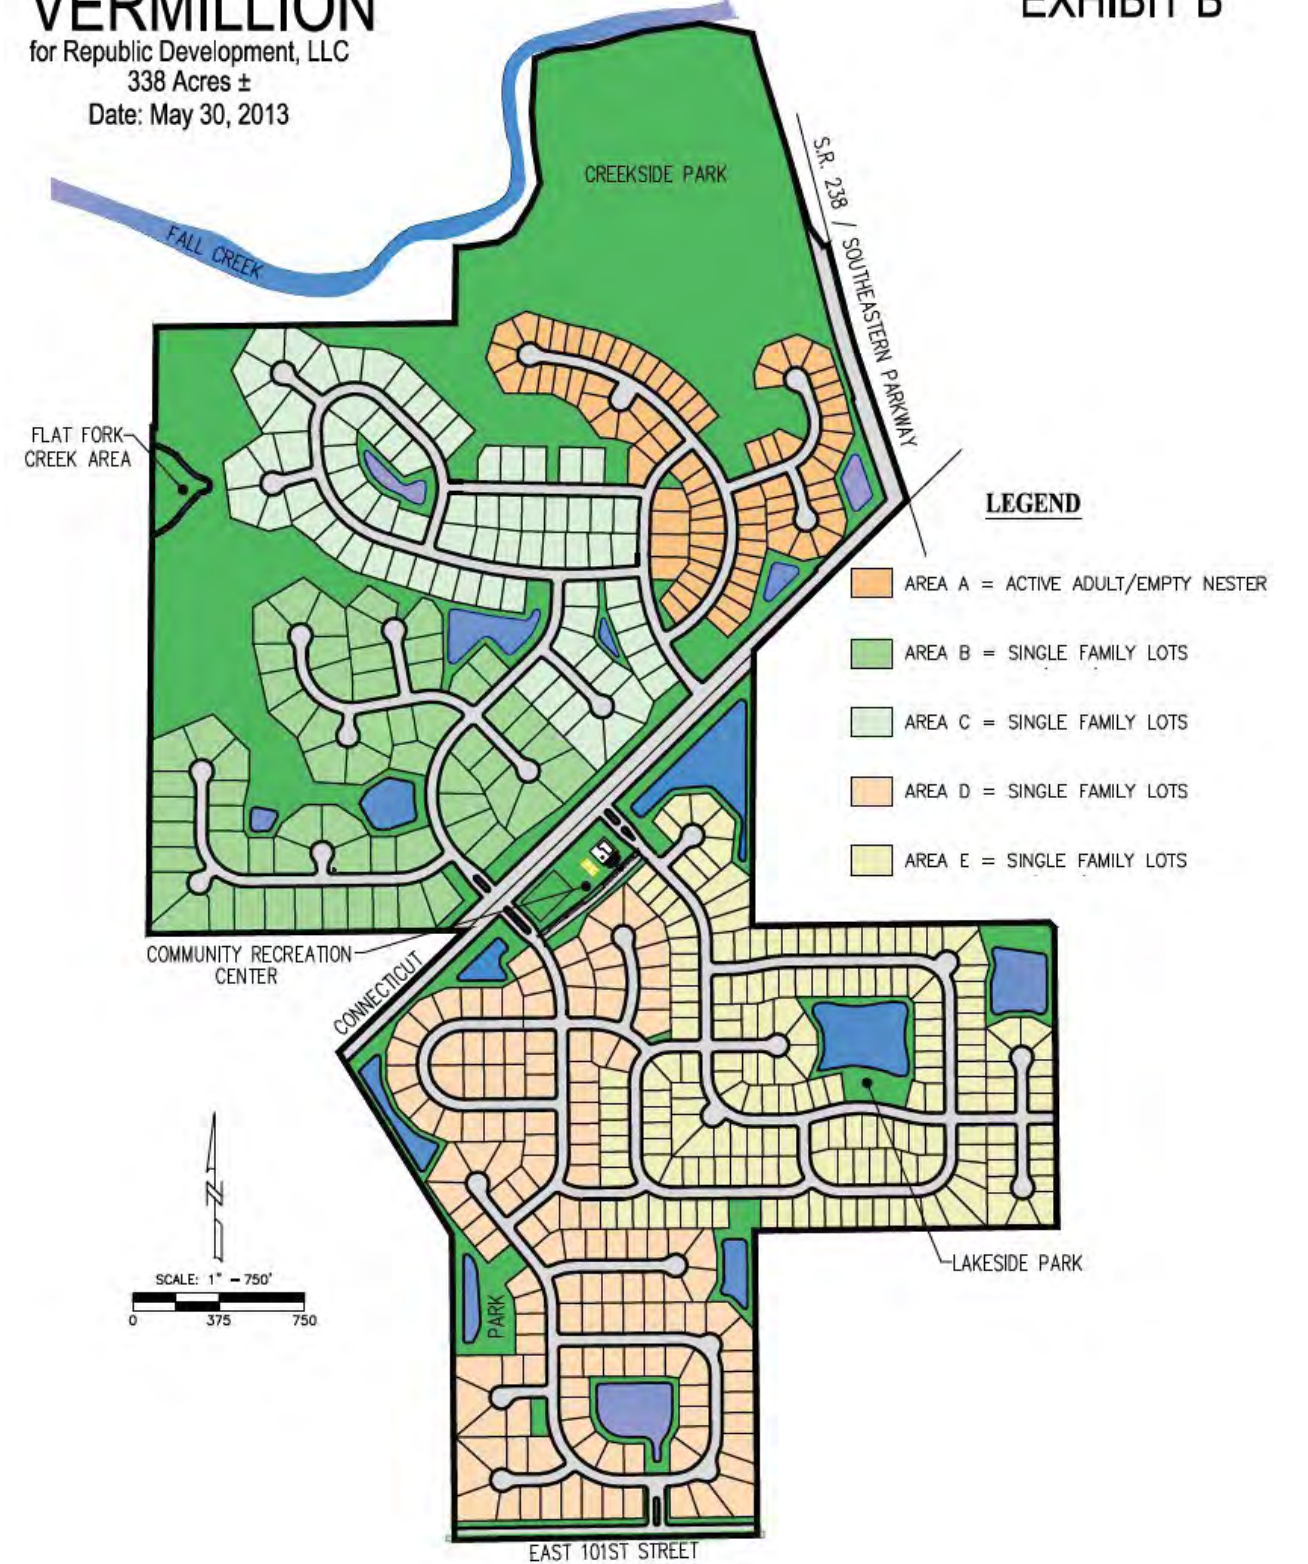 VERMILLION
EXHIBIT B
for Republic Development, LLC
338 Acres ±
Date: May 30, 2013
CREEKSIDE PARK
S.R. 238 / SOUTHEASTERN PARKWAY
FALL CREEK
FLAT FORK
CREEK AREA
LEGEND
AREA A = ACTIVE ADULT/EMPTY NESTER
AREA B = SINGLE FAMILY LOTS
AREA C = SINGLE FAMILY LOTS
AREA D = SINGLE FAMILY LOTS
AREA E = SINGLE FAMILY LOTS
COMMUNITY RECREATION
CENTER
CONNECTICUT
N
LAKESIDE PARK
SCALE: 1" = 750'
0 375 750
PARK
EAST 101ST STREET